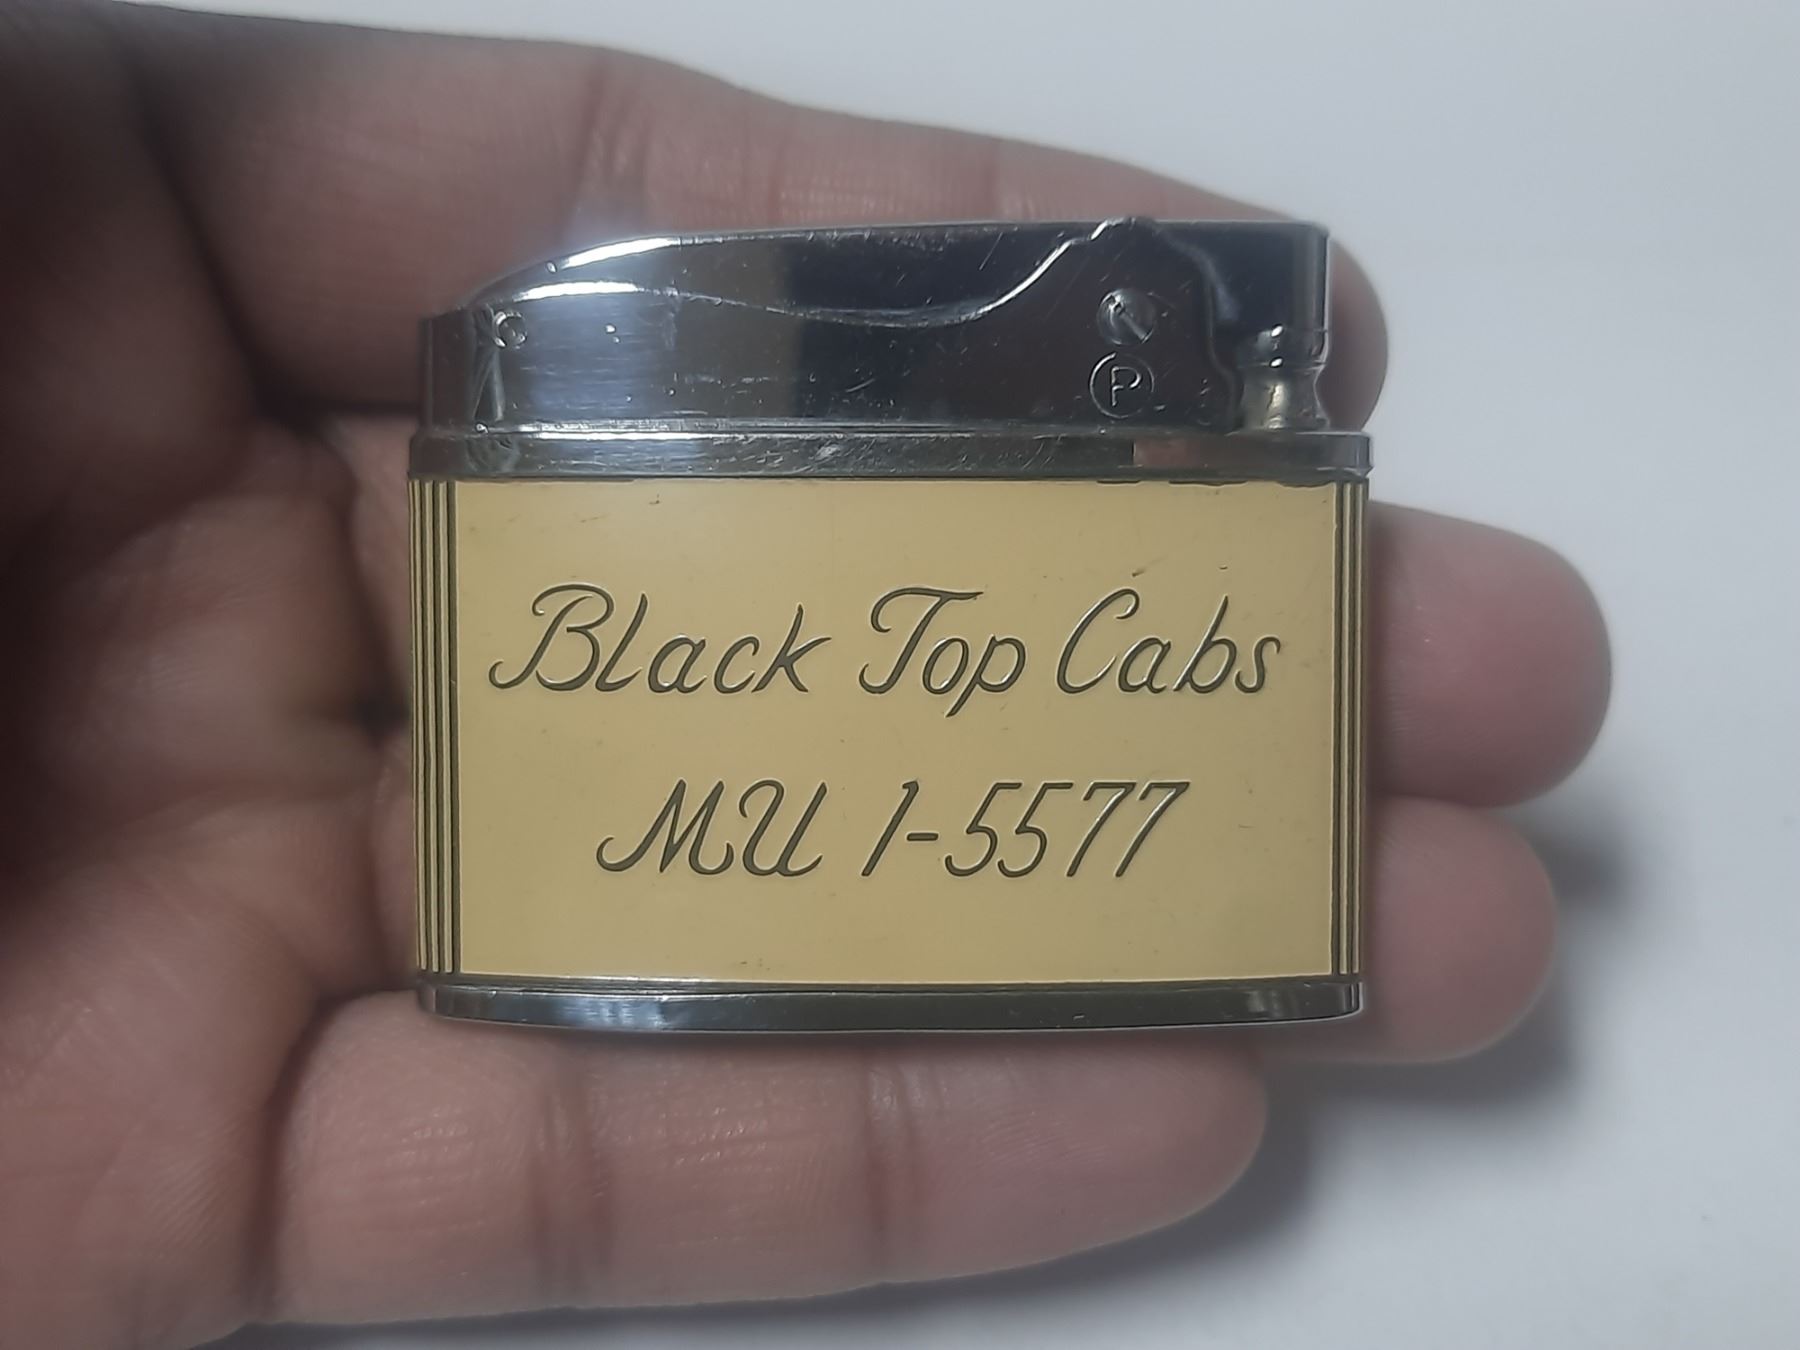 P
Black Top Cabs
MU 1-5577